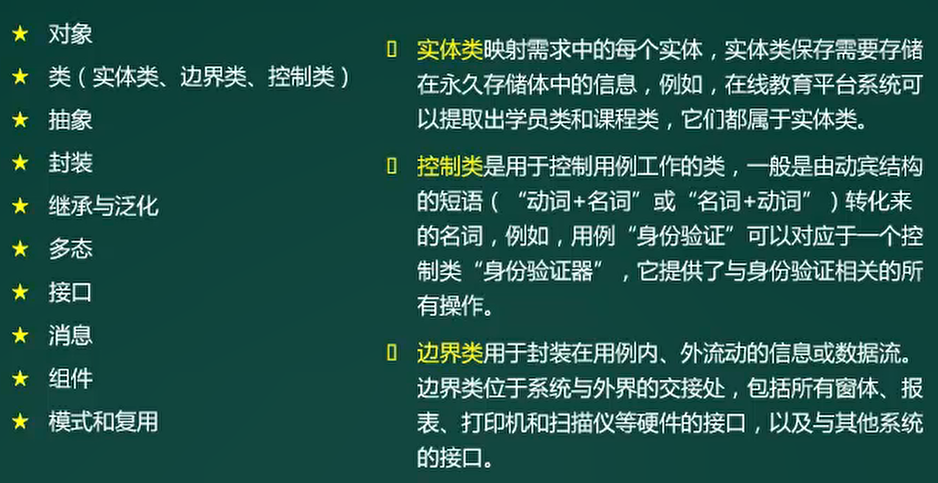 ★ 对象
★ 类（实体类、边界类、控制类）
★ 抽象
★ 封装
★ 继承与泛化
★ 多态
★ 接口
★ 消息
★ 组件
★ 模式和复用
▯ 实体类映射需求中的每个实体，实体类保存需要存储
在永久存储体中的信息，例如，在线教育平台系统可
以提取出学员类和课程类，它们都属于实体类。
▯ 控制类是用于控制用例工作的类，一般是由动宾结构
的短语（“动词+名词”或“名词+动词”）转化来
的名词，例如，用例“身份验证”可以对应于一个控
制类“身份验证器”，它提供了与身份验证相关的所
有操作。
▯ 边界类用于封装在用例内、外流动的信息或数据流。
边界类位于系统与外界的交接处，包括所有窗体、报
表、打印机和扫描仪等硬件的接口，以及与其他系统
的接口。